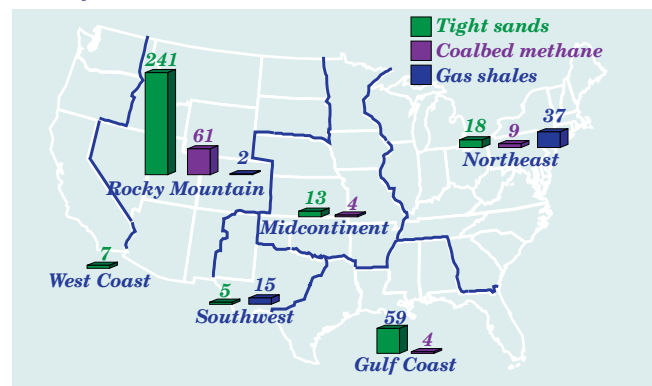 Tight sands
Coalbed methane
Gas shales
241
61
2
Rocky Mountain
18
9
37
Northeast
13
4
Midcontinent
7
West Coast
5
15
Southwest
59
4
Gulf Coast